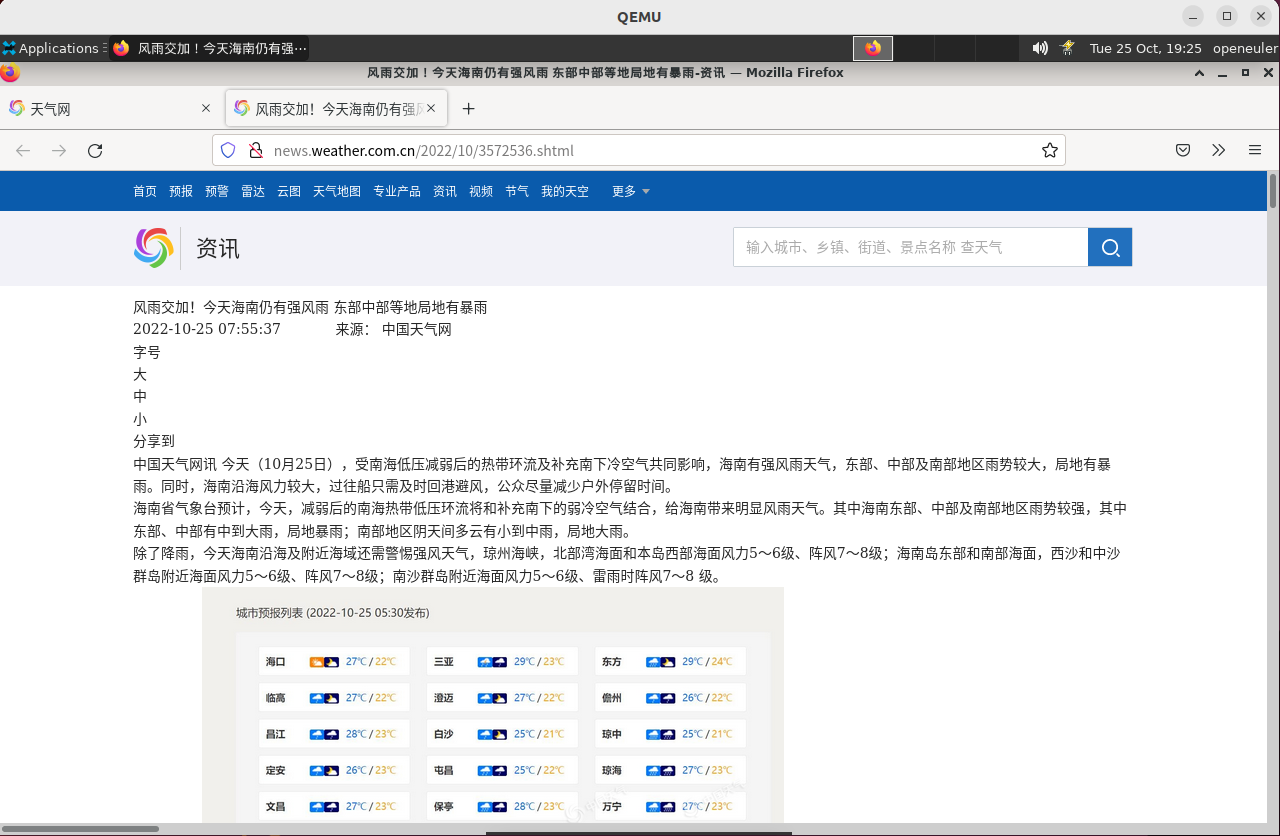 QEMU
Applications 风雨交加！今天海南仍有强… Tue 25 Oct, 19:25 openeuler
风雨交加！今天海南仍有强风雨 东部中部等地局地有暴雨-资讯 — Mozilla Firefox
天气网 风雨交加！今天海南仍有强风
news.weather.com.cn/2022/10/3572536.shtml
首页 预报 预警 雷达 云图 天气地图 专业产品 资讯 视频 节气 我的天空 更多
资讯 输入城市、乡镇、街道、景点名称 查天气
风雨交加！今天海南仍有强风雨 东部中部等地局地有暴雨
2022-10-25 07:55:37 来源： 中国天气网
字号
大
中
小
分享到
中国天气网讯 今天（10月25日），受南海低压减弱后的热带环流及补充南下冷空气共同影响，海南有强风雨天气，东部、中部及南部地区雨势较大，局地有暴
雨。同时，海南沿海风力较大，过往船只需及时回港避风，公众尽量减少户外停留时间。
海南省气象台预计，今天，减弱后的南海热带低压环流将和补充南下的弱冷空气结合，给海南带来明显风雨天气。其中海南东部、中部及南部地区雨势较强，其中
东部、中部有中到大雨，局地暴雨；南部地区阴天间多云有小到中雨，局地大雨。
除了降雨，今天海南沿海及附近海域还需警惕强风天气，琼州海峡，北部湾海面和本岛西部海面风力5～6级、阵风7～8级；海南岛东部和南部海面，西沙和中沙
群岛附近海面风力5～6级、阵风7～8级；南沙群岛附近海面风力5～6级、雷雨时阵风7～8 级。
城市预报列表 (2022-10-25 05:30发布)
海口 27℃ / 22℃ 三亚 29℃ / 23℃ 东方 29℃ / 24℃
临高 27℃ / 22℃ 澄迈 27℃ / 22℃ 儋州 26℃ / 22℃
昌江 28℃ / 23℃ 白沙 25℃ / 21℃ 琼中 25℃ / 21℃
定安 26℃ / 23℃ 屯昌 25℃ / 22℃ 琼海 27℃ / 23℃
文昌 27℃ / 23℃ 保亭 28℃ / 23℃ 万宁 27℃ / 23℃